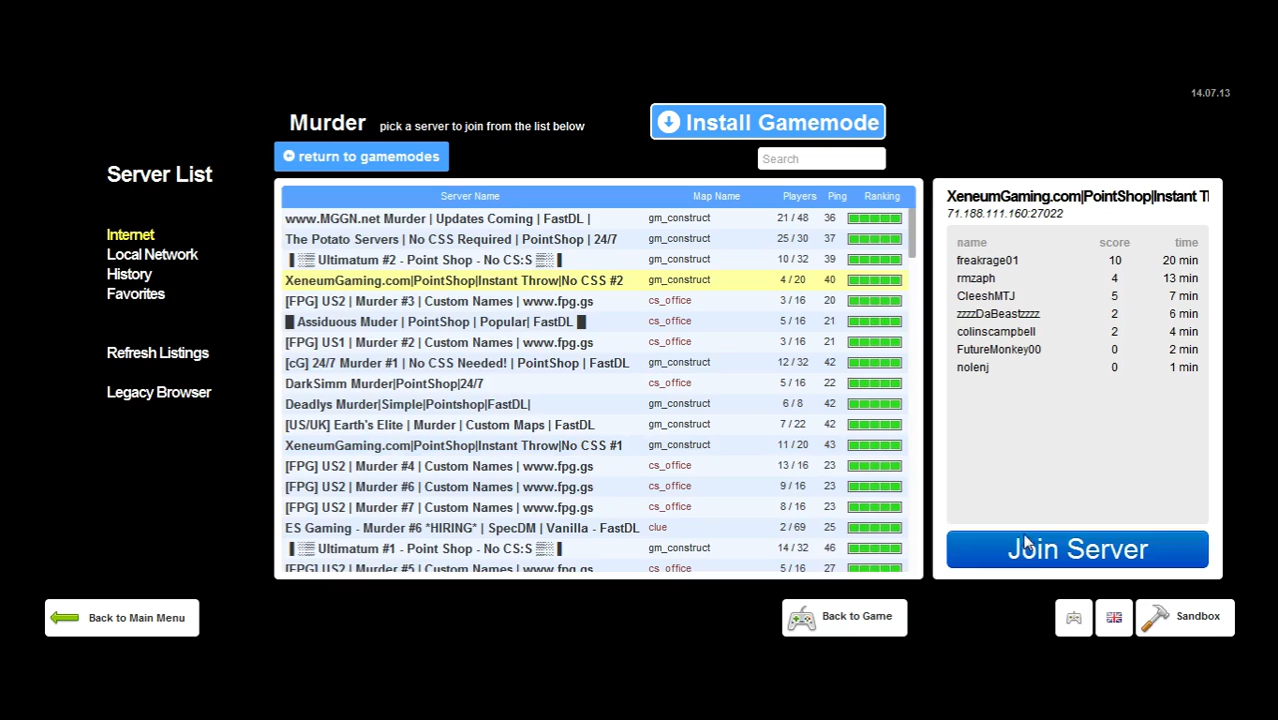 14.07.13
Murder pick a server to join from the list below
Install Gamemode
return to gamemodes
Search
Server List
Internet
Local Network
History
Favorites
Refresh Listings
Legacy Browser
Server Name Map Name Players Ping Ranking
www.MGGN.net Murder | Updates Coming | FastDL | gm_construct 21 / 48 36
The Potato Servers | No CSS Required | PointShop | 24/7 gm_construct 25 / 30 37
▐ ░▒ Ultimatum #2 - Point Shop - No CS:S ▒░ ▌ gm_construct 10 / 32 39
XeneumGaming.com|PointShop|Instant Throw|No CSS #2 gm_construct 4 / 20 40
[FPG] US2 | Murder #3 | Custom Names | www.fpg.gs cs_office 3 / 16 20
█ Assiduous Muder | PointShop | Popular| FastDL █ cs_office 5 / 16 21
[FPG] US1 | Murder #2 | Custom Names | www.fpg.gs cs_office 3 / 16 21
[cG] 24/7 Murder #1 | No CSS Needed! | PointShop | FastDL gm_construct 12 / 32 42
DarkSimm Murder|PointShop|24/7 cs_office 5 / 16 22
Deadlys Murder|Simple|Pointshop|FastDL| gm_construct 6 / 8 42
[US/UK] Earth's Elite | Murder | Custom Maps | FastDL gm_construct 7 / 22 42
XeneumGaming.com|PointShop|Instant Throw|No CSS #1 gm_construct 11 / 20 43
[FPG] US2 | Murder #4 | Custom Names | www.fpg.gs cs_office 13 / 16 23
[FPG] US2 | Murder #6 | Custom Names | www.fpg.gs cs_office 9 / 16 23
[FPG] US2 | Murder #7 | Custom Names | www.fpg.gs cs_office 8 / 16 23
ES Gaming - Murder #6 *HIRING* | SpecDM | Vanilla - FastDL clue 2 / 69 25
▐ ░▒ Ultimatum #1 - Point Shop - No CS:S ▒░ ▌ gm_construct 14 / 32 46
[FPG] US2 | Murder #5 | Custom Names | www.fpg.gs cs_office 5 / 16 27
XeneumGaming.com|PointShop|Instant T
71.188.111.160:27022
name score time
freakrage01 10 20 min
rmzaph 4 13 min
CleeshMTJ 5 7 min
zzzzDaBeastzzzz 2 6 min
colinscampbell 2 4 min
FutureMonkey00 0 2 min
nolenj 0 1 min
Join Server
Back to Main Menu
Back to Game
Sandbox